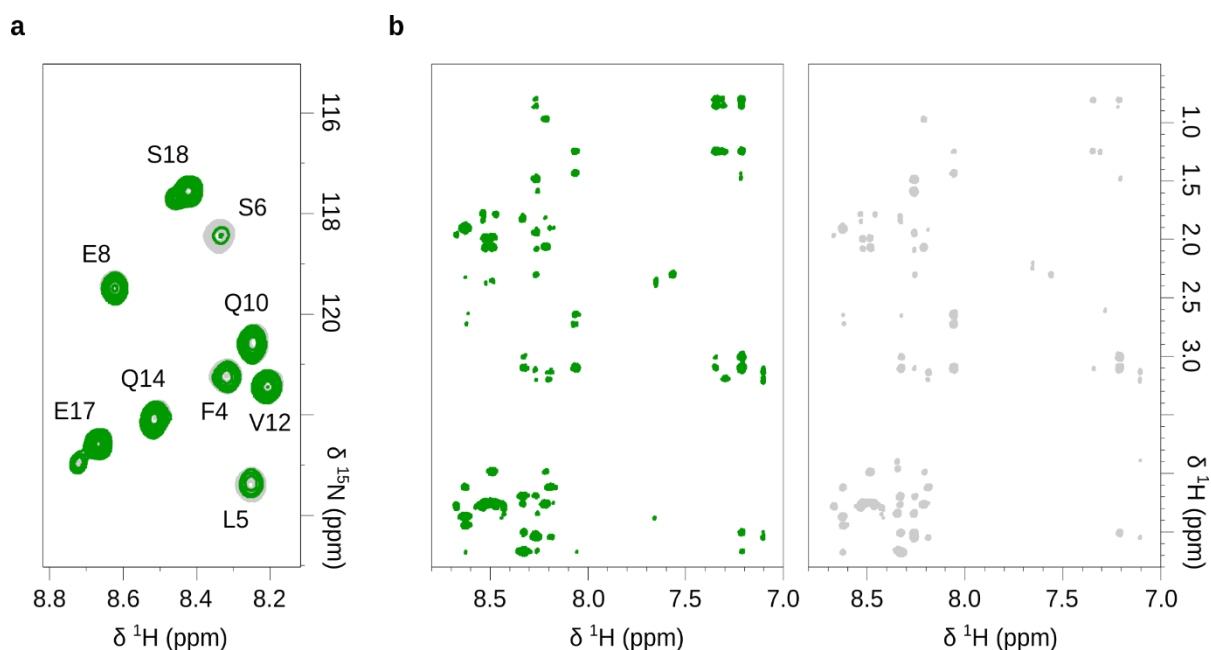 a
b
S18
S6
E8
Q10
Q14
E17
F4
V12
L5
116
118
120
δ ¹⁵N (ppm)
8.8 8.6 8.4 8.2
δ ¹H (ppm)
8.5 8.0 7.5 7.0
δ ¹H (ppm)
8.5 8.0 7.5 7.0
δ ¹H (ppm)
1.0
1.5
2.0
2.5
3.0
δ ¹H (ppm)